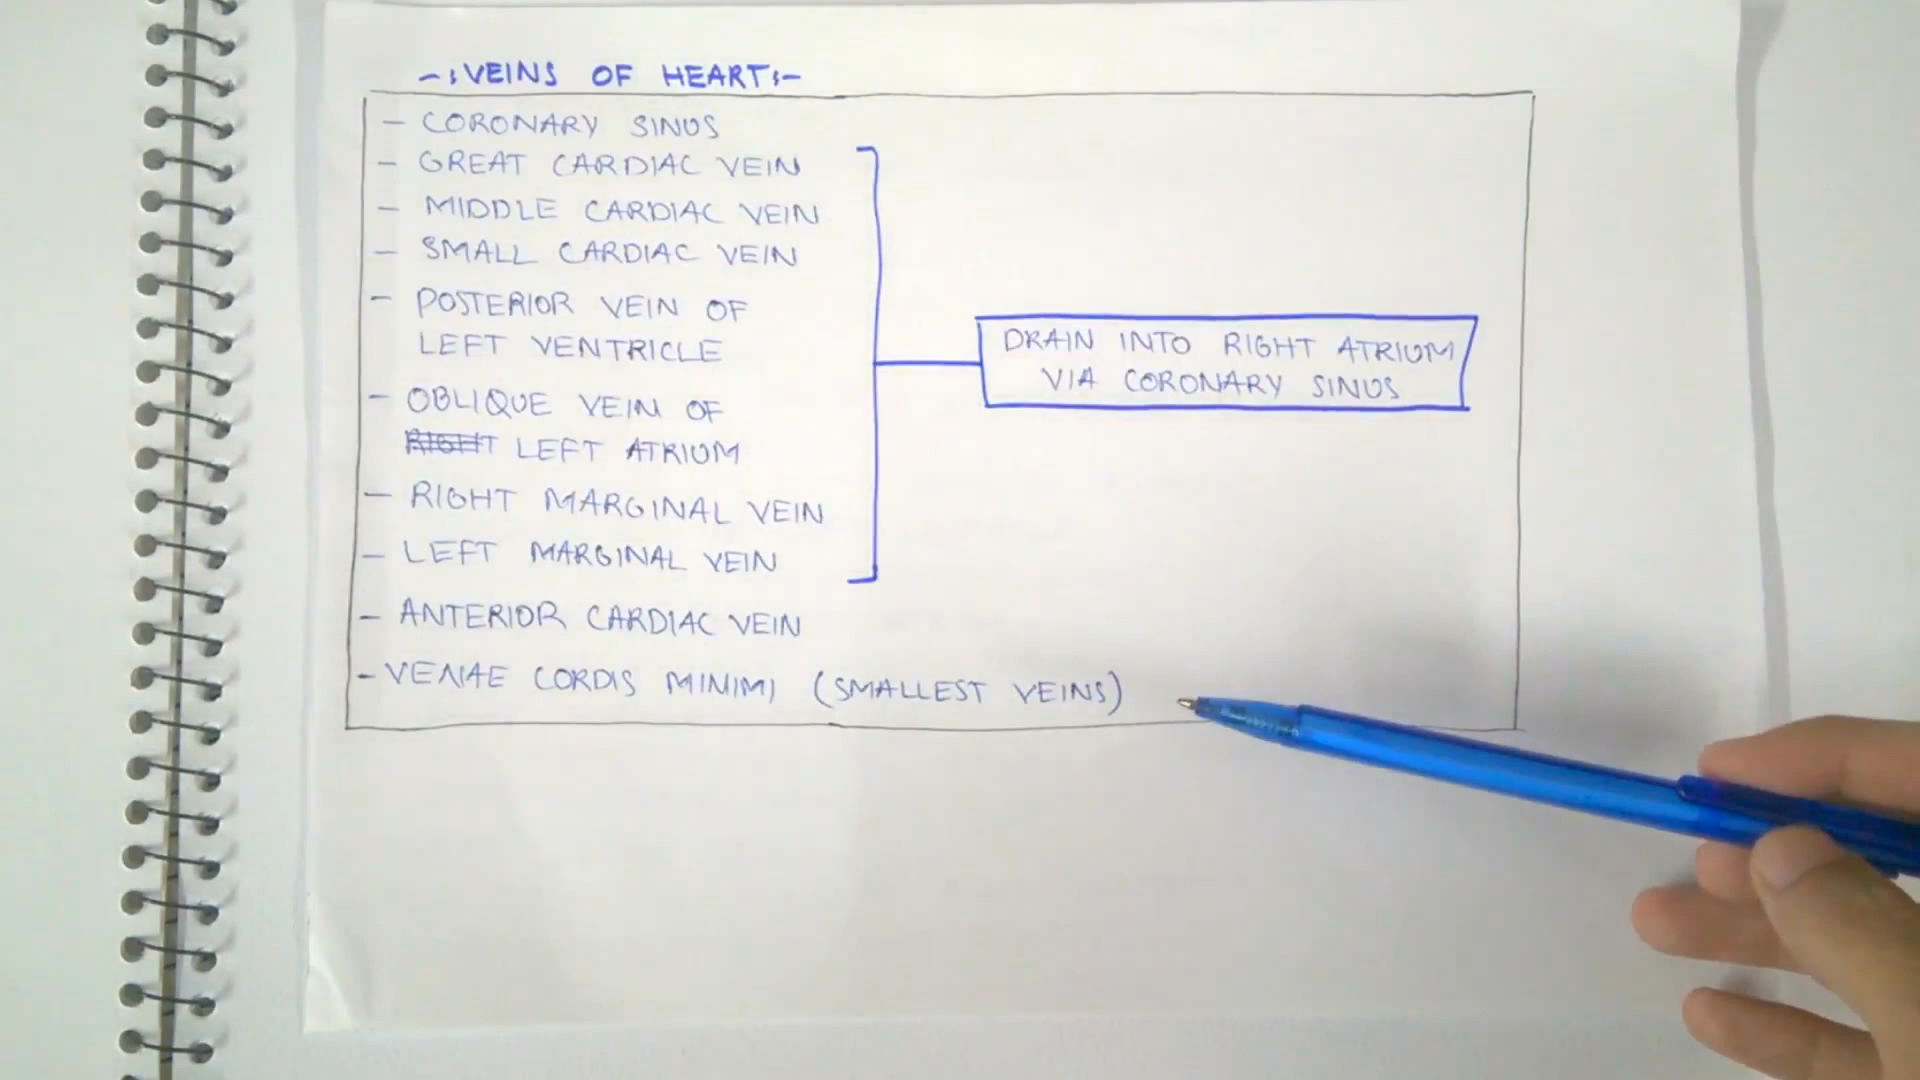 -:VEINS OF HEART:-
- CORONARY SINUS
- GREAT CARDIAC VEIN
- MIDDLE CARDIAC VEIN
- SMALL CARDIAC VEIN
- POSTERIOR VEIN OF
LEFT VENTRICLE
- OBLIQUE VEIN OF
RIGHT LEFT ATRIUM
- RIGHT MARGINAL VEIN
- LEFT MARGINAL VEIN
- ANTERIOR CARDIAC VEIN
- VENAE CORDIS MINIMI (SMALLEST VEINS)
DRAIN INTO RIGHT ATRIUM
VIA CORONARY SINUS